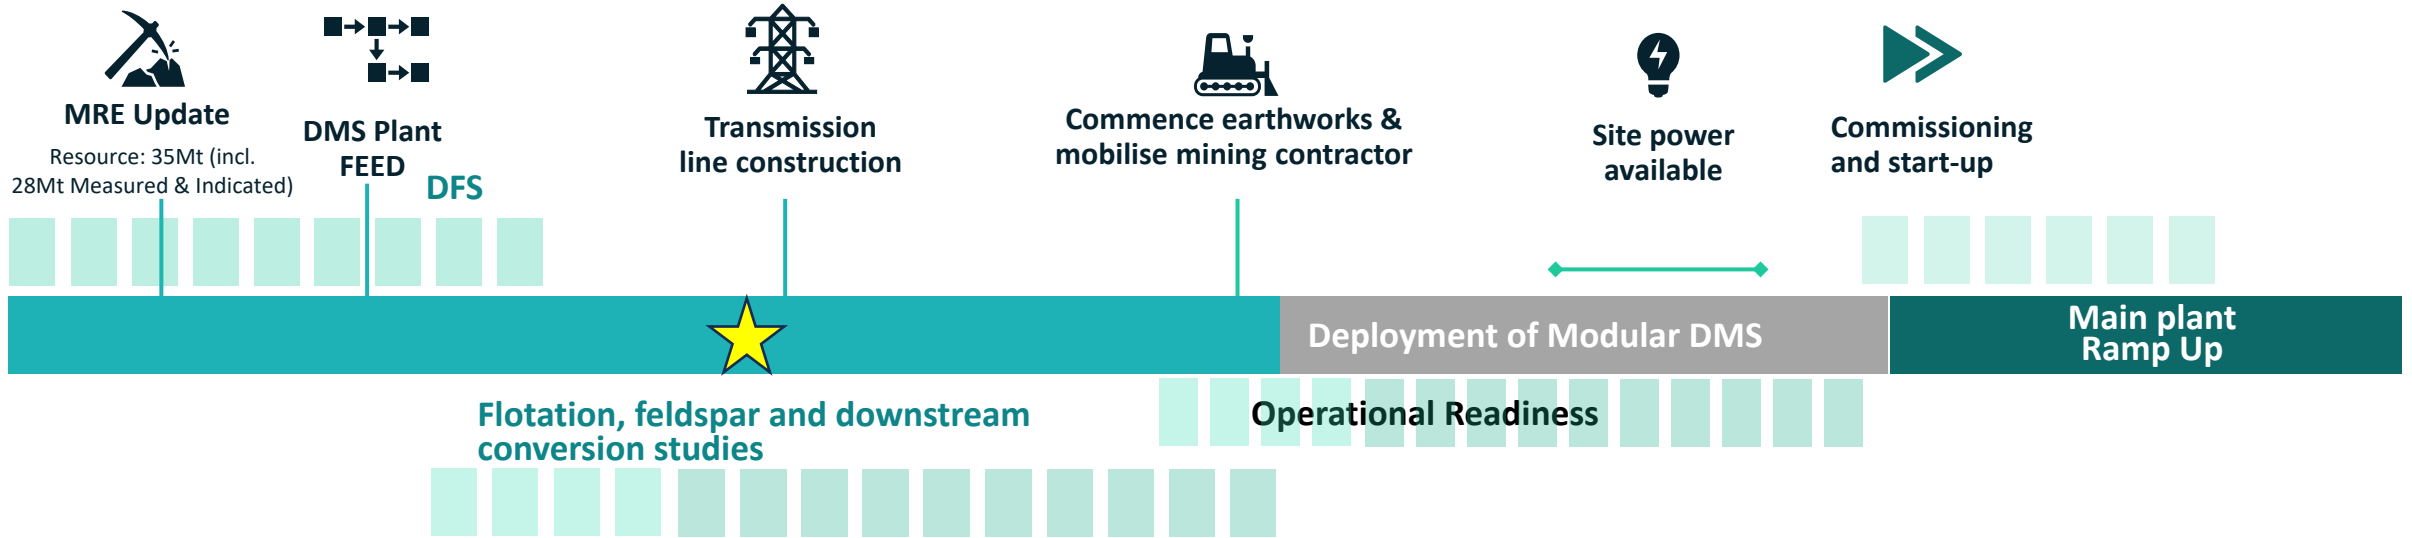 MRE Update
Resource: 35Mt (incl.
28Mt Measured & Indicated)
DMS Plant
FEED
DFS
Transmission
line construction
Commence earthworks &
mobilise mining contractor
Site power
available
Commissioning
and start-up
Deployment of Modular DMS
Main plant
Ramp Up
Flotation, feldspar and downstream
conversion studies
Operational Readiness